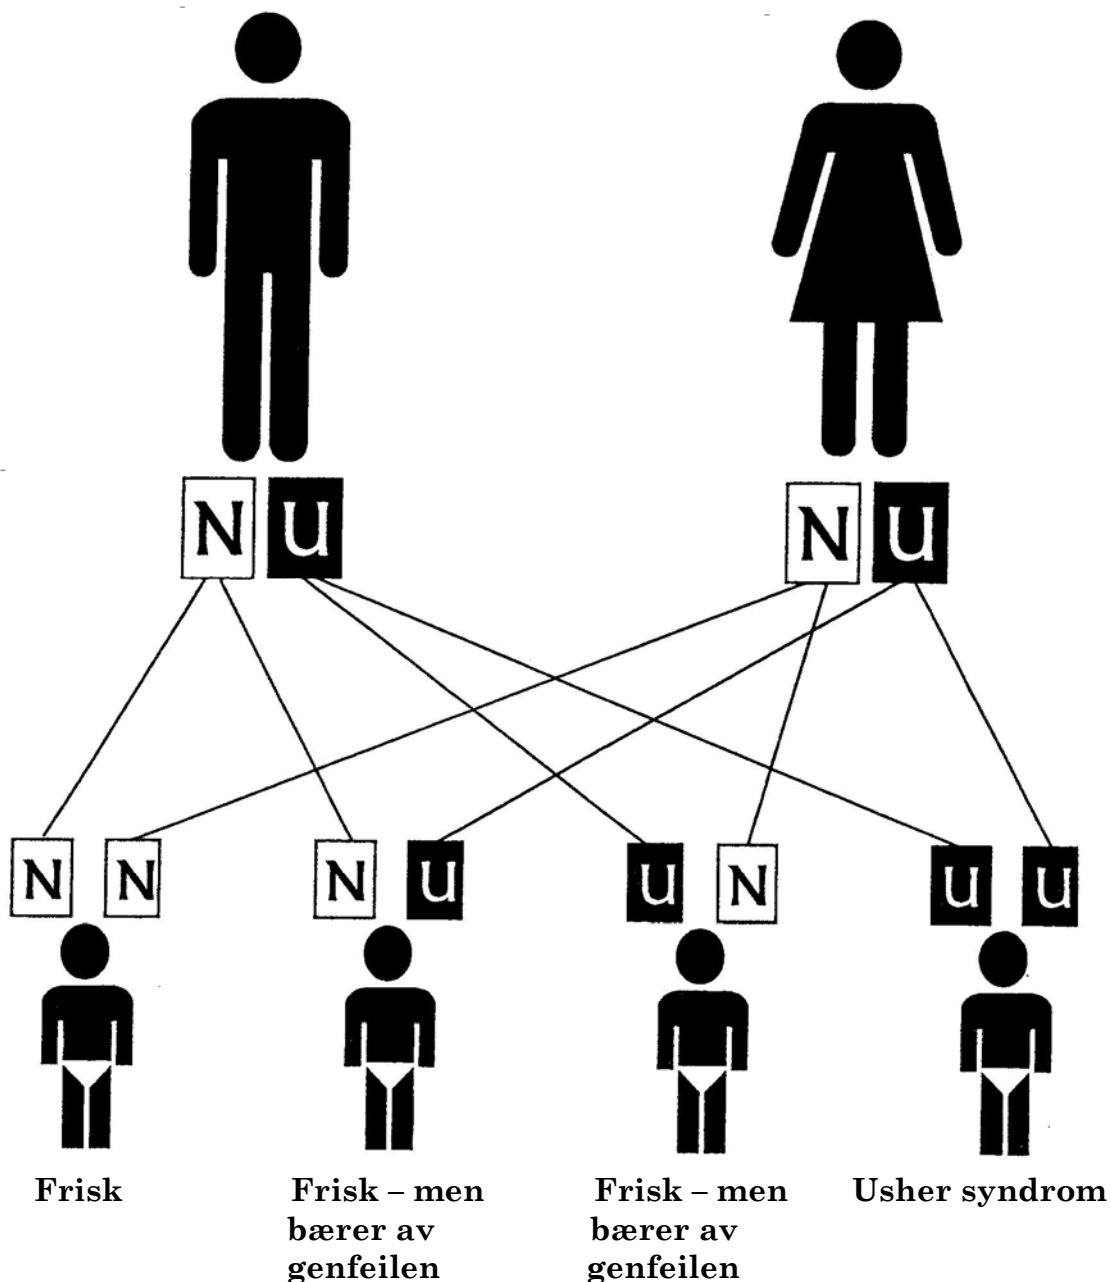 N U N U
N N N U U N U U
Frisk Frisk – men Frisk – men Usher syndrom
bærer av bærer av
genfeilen genfeilen